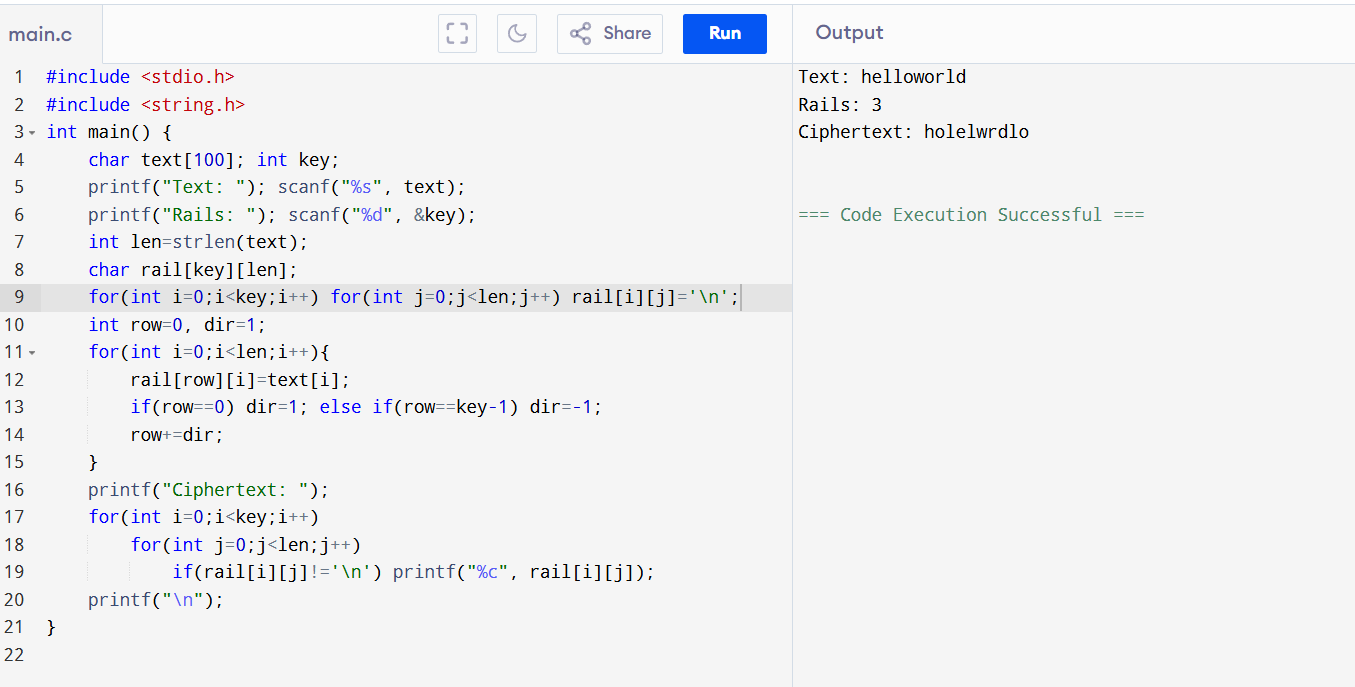 main.c
Share
Run
Output
1 #include <stdio.h>
2 #include <string.h>
3 int main() {
4     char text[100]; int key;
5     printf("Text: "); scanf("%s", text);
6     printf("Rails: "); scanf("%d", &key);
7     int len=strlen(text);
8     char rail[key][len];
9     for(int i=0;i<key;i++) for(int j=0;j<len;j++) rail[i][j]='\n';
10     int row=0, dir=1;
11     for(int i=0;i<len;i++){
12         rail[row][i]=text[i];
13         if(row==0) dir=1; else if(row==key-1) dir=-1;
14         row+=dir;
15     }
16     printf("Ciphertext: ");
17     for(int i=0;i<key;i++)
18         for(int j=0;j<len;j++)
19             if(rail[i][j]!='\n') printf("%c", rail[i][j]);
20     printf("\n");
21 }
22
Text: helloworld
Rails: 3
Ciphertext: holelwrdlo
=== Code Execution Successful ===